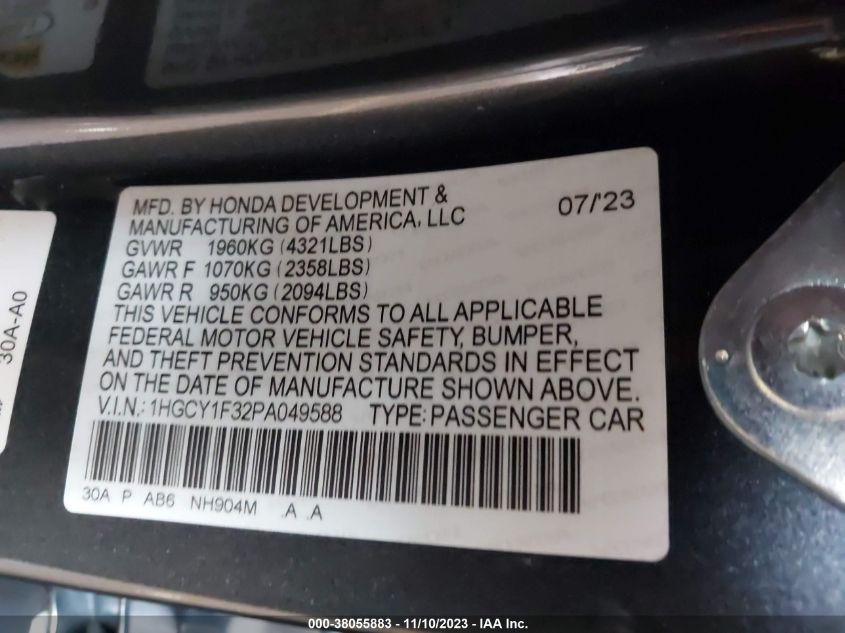 MFD. BY HONDA DEVELOPMENT &
MANUFACTURING OF AMERICA, LLC
07/'23
GVWR 1960KG (4321LBS)
GAWR F 1070KG (2358LBS)
GAWR R 950KG (2094LBS)
THIS VEHICLE CONFORMS TO ALL APPLICABLE
FEDERAL MOTOR VEHICLE SAFETY, BUMPER,
AND THEFT PREVENTION STANDARDS IN EFFECT
ON THE DATE OF MANUFACTURE SHOWN ABOVE.
V.I.N.: 1HGCY1F32PA049588 TYPE: PASSENGER CAR
30A P AB6 NH904M .A .A
30A-A0
000-38055883 - 11/10/2023 - IAA Inc.